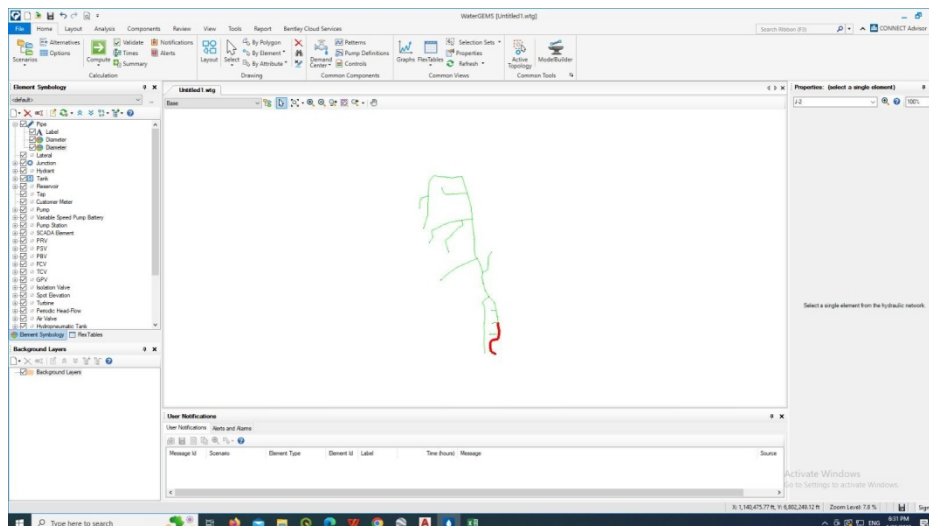 WaterGEMS [Untitled1.wtg]
File Home Layout Analysis Components Review View Tools Report Bentley Cloud Services
Search Ribbon (F3)
CONNECT Advisor
Scenarios
Alternatives
Options
Compute
Validate
Times
Summary
Notifications
Alerts
Calculation
Layout
Select
By Polygon
By Element
By Attribute
Drawing
Demand Center
Patterns
Pump Definitions
Controls
Common Components
Graphs
FlexTables
Selection Sets
Properties
Refresh
Common Views
Active Topology
ModelBuilder
Common Tools
Element Symbology
<default>
Pipe
Label
Diameter
Diameter
Lateral
Junction
Hydrant
Tank
Reservoir
Tap
Customer Meter
Pump
Variable Speed Pump Battery
Pump Station
SCADA Element
PRV
PSV
PBV
FCV
TCV
GPV
Isolation Valve
Spot Elevation
Turbine
Periodic Head-Flow
Air Valve
Hydropneumatic Tank
Element Symbology FlexTables
Background Layers
Background Layers
Untitled1.wtg
Base
Properties: (select a single element)
J-2
100%
Select a single element from the hydraulic network.
User Notifications
User Notifications Alerts and Alarms
Message Id Scenario Element Type Element Id Label Time (hours) Message Source
Activate Windows
Go to Settings to activate Windows.
Zoom Level: 7.8 %
Sign
Type here to search
ENG
6:31 PM